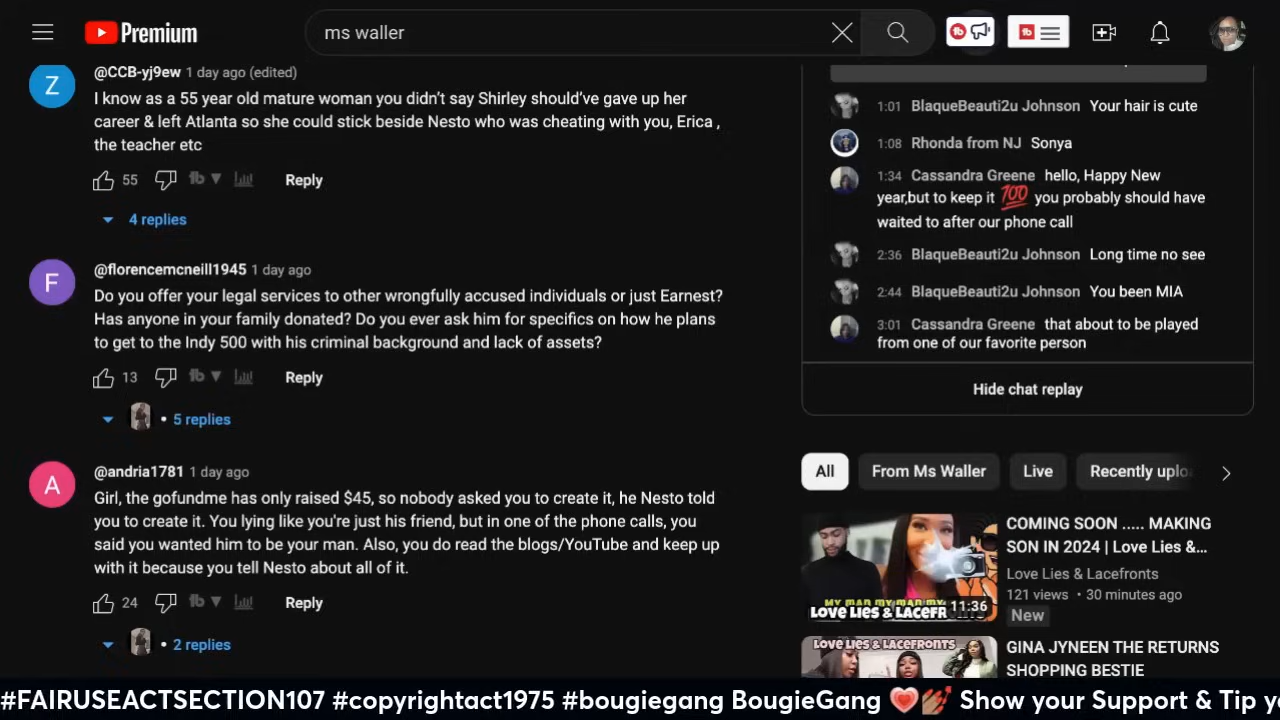 Premium
ms waller
Z
@CCB-yj9ew 1 day ago (edited)
I know as a 55 year old mature woman you didn't say Shirley should've gave up her
career & left Atlanta so she could stick beside Nesto who was cheating with you, Erica ,
the teacher etc
55
Reply
4 replies
F
@florencemcneill1945 1 day ago
Do you offer your legal services to other wrongfully accused individuals or just Earnest?
Has anyone in your family donated? Do you ever ask him for specifics on how he plans
to get to the Indy 500 with his criminal background and lack of assets?
13
Reply
• 5 replies
A
@andria1781 1 day ago
Girl, the gofundme has only raised $45, so nobody asked you to create it, he Nesto told
you to create it. You lying like you're just his friend, but in one of the phone calls, you
said you wanted him to be your man. Also, you do read the blogs/YouTube and keep up
with it because you tell Nesto about all of it.
24
Reply
• 2 replies
1:01 BlaqueBeauti2u Johnson Your hair is cute
1:08 Rhonda from NJ Sonya
1:34 Cassandra Greene hello, Happy New
year,but to keep it 💯 you probably should have
waited to after our phone call
2:36 BlaqueBeauti2u Johnson Long time no see
2:44 BlaqueBeauti2u Johnson You been MIA
3:01 Cassandra Greene that about to be played
from one of our favorite person
Hide chat replay
All From Ms Waller Live Recently uplo
MY MAN MY MAN MY
LOVE LIES & LACEFR
11:36
COMING SOON ..... MAKING
SON IN 2024 | Love Lies &...
Love Lies & Lacefronts
121 views • 30 minutes ago
New
LOVE LIES & LACEFRONTS
GINA JYNEEN THE RETURNS
SHOPPING BESTIE
#FAIRUSEACTSECTION107 #copyrightact1975 #bougiegang BougieGang ❤️💅🏾 Show your Support & Tip y